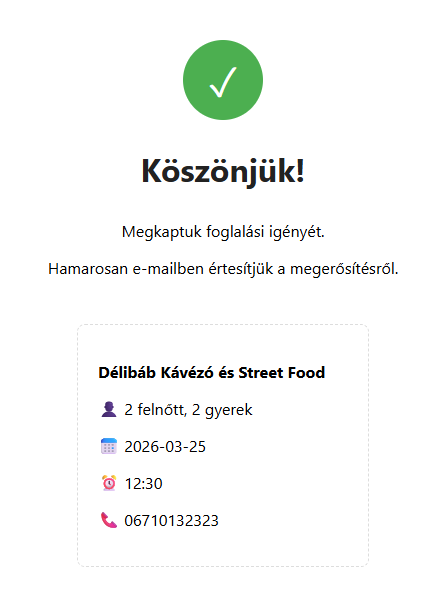 Köszönjük!
Megkaptuk foglalási igényét.
Hamarosan e-mailben értesítjük a megerősítésről.
Délibáb Kávézó és Street Food
2 felnőtt, 2 gyerek
2026-03-25
12:30
06710132323